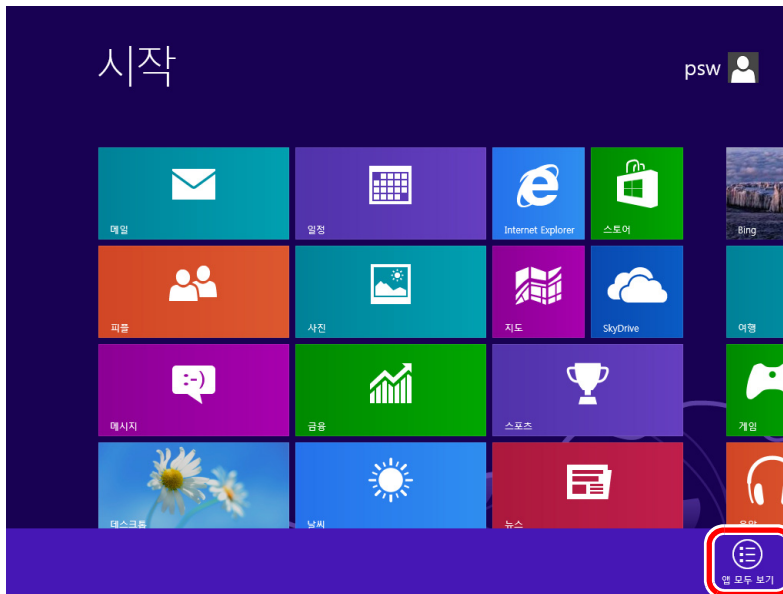 시작
psw
메일
일정
Internet Explorer
스토어
Bing
피플
사진
지도
SkyDrive
여행
:-)
메시지
금융
스포츠
게임
데스크톱
날씨
뉴스
음악
앱 모두 보기